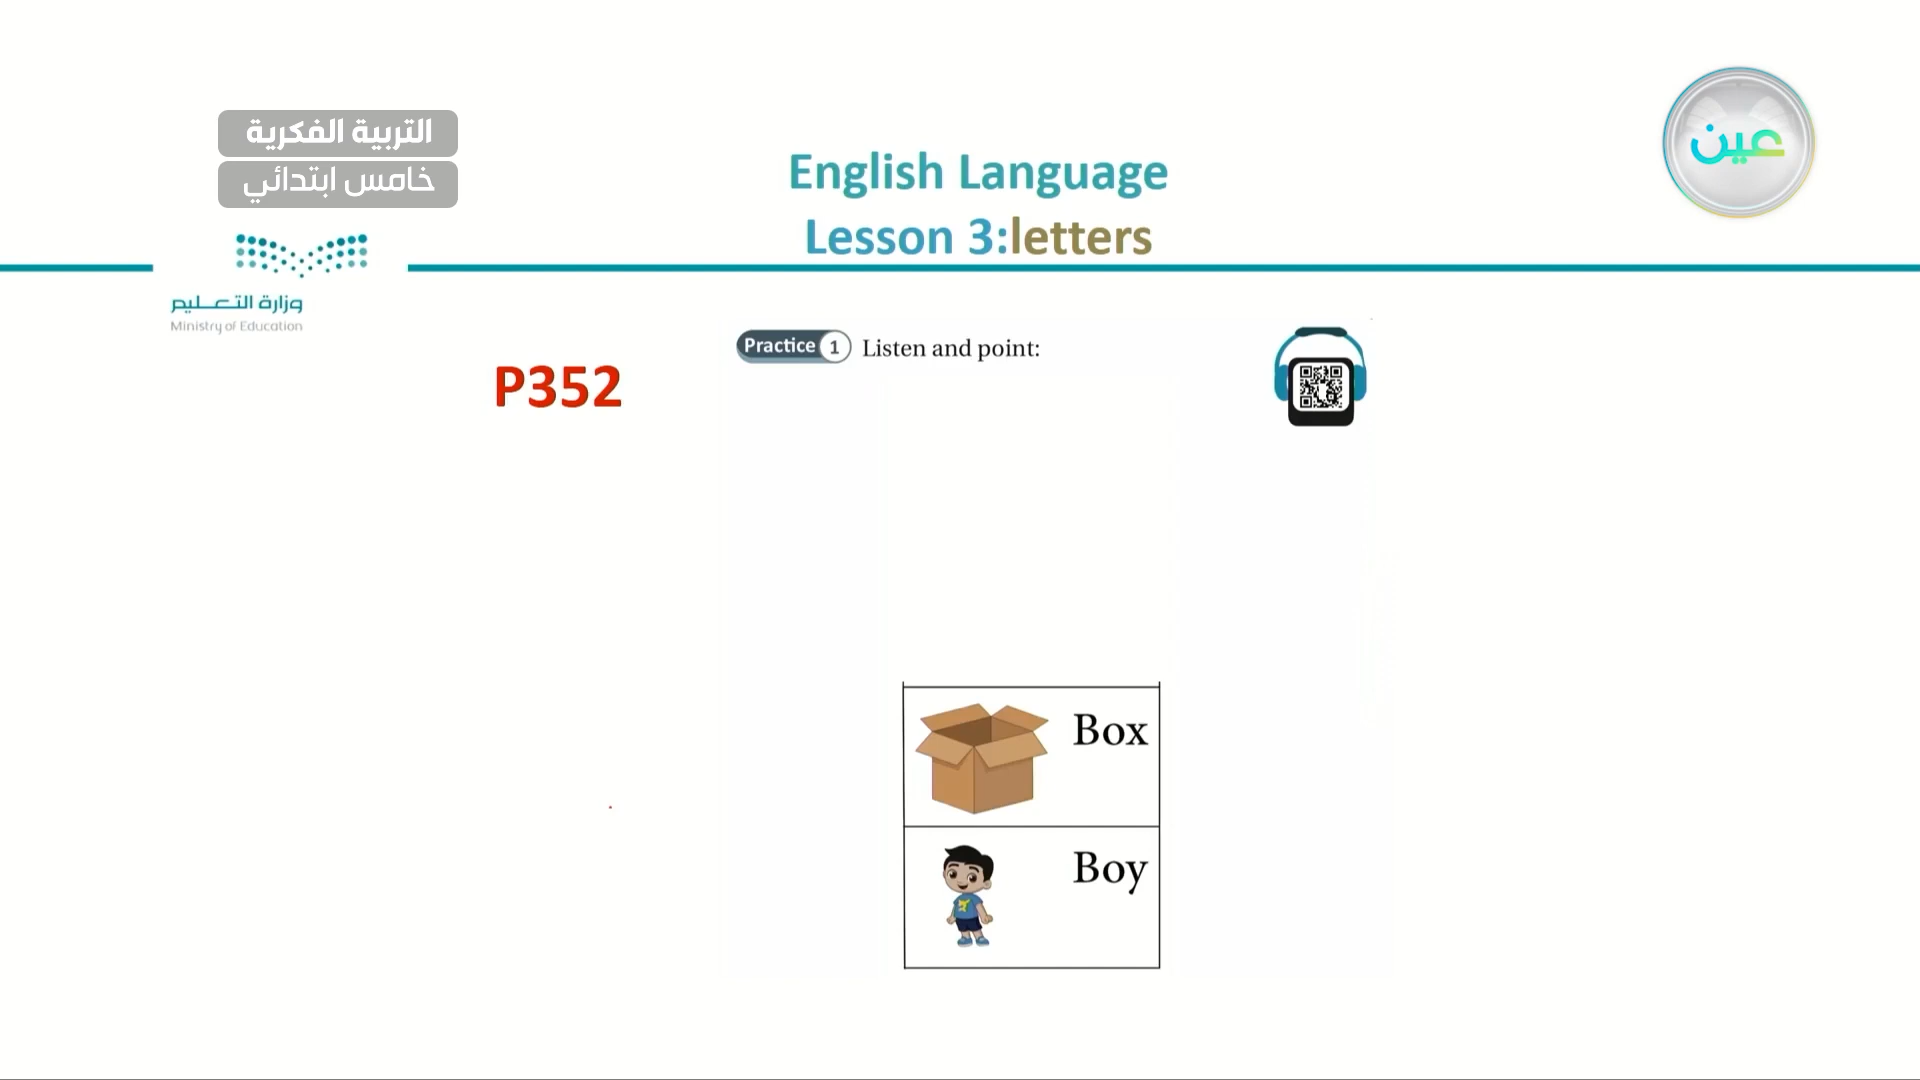 التربية الفكرية
خامس ابتدائي
عين
English Language
Lesson 3:letters
وزارة التعليم
Ministry of Education
Practice 1 Listen and point:
P352
Box
Boy